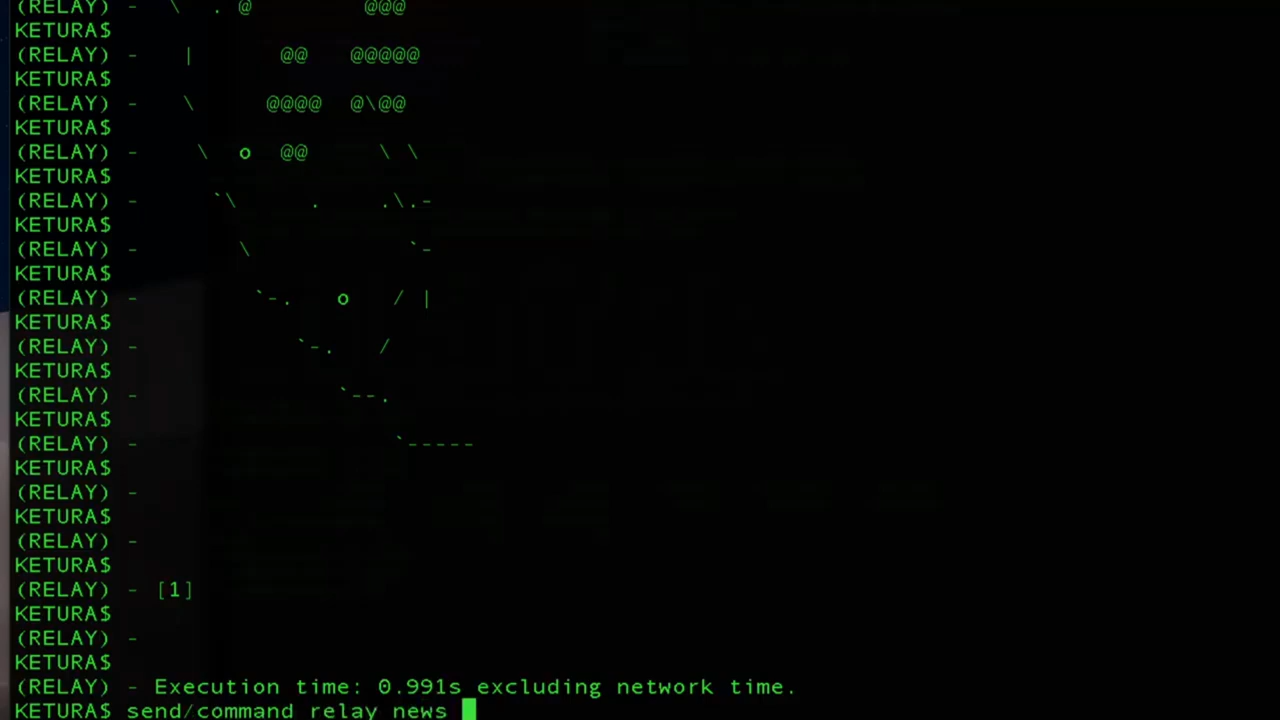 (RELAY) -   \  . @        @@@
KETURA$
(RELAY) -    |      @@   @@@@@
KETURA$
(RELAY) -    \     @@@@  @\@@
KETURA$
(RELAY) -     \  o  @@     \ \
KETURA$
(RELAY) -      `\     .    .\.-
KETURA$
(RELAY) -        \           `-
KETURA$
(RELAY) -         `-.   o   / |
KETURA$
(RELAY) -            `-.   /
KETURA$
(RELAY) -               `--.
KETURA$
(RELAY) -                   `-----
KETURA$
(RELAY) -
KETURA$
(RELAY) -
KETURA$
(RELAY) - [1]
KETURA$
(RELAY) -
KETURA$
(RELAY) - Execution time: 0.991s excluding network time.
KETURA$ send/command relay news